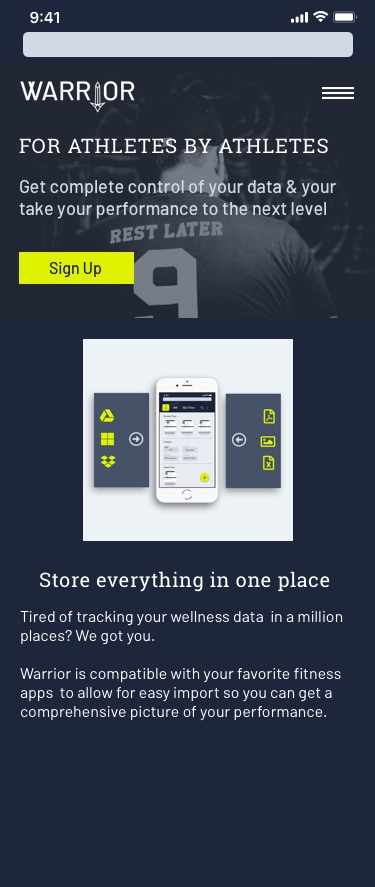 9:41
WARRIOR
FOR ATHLETES BY ATHLETES
Get complete control of your data & your
take your performance to the next level
REST LATER
9
Sign Up
Store everything in one place
Tired of tracking your wellness data  in a million
places? We got you.
Warrior is compatible with your favorite fitness
apps  to allow for easy import so you can get a
comprehensive picture of your performance.